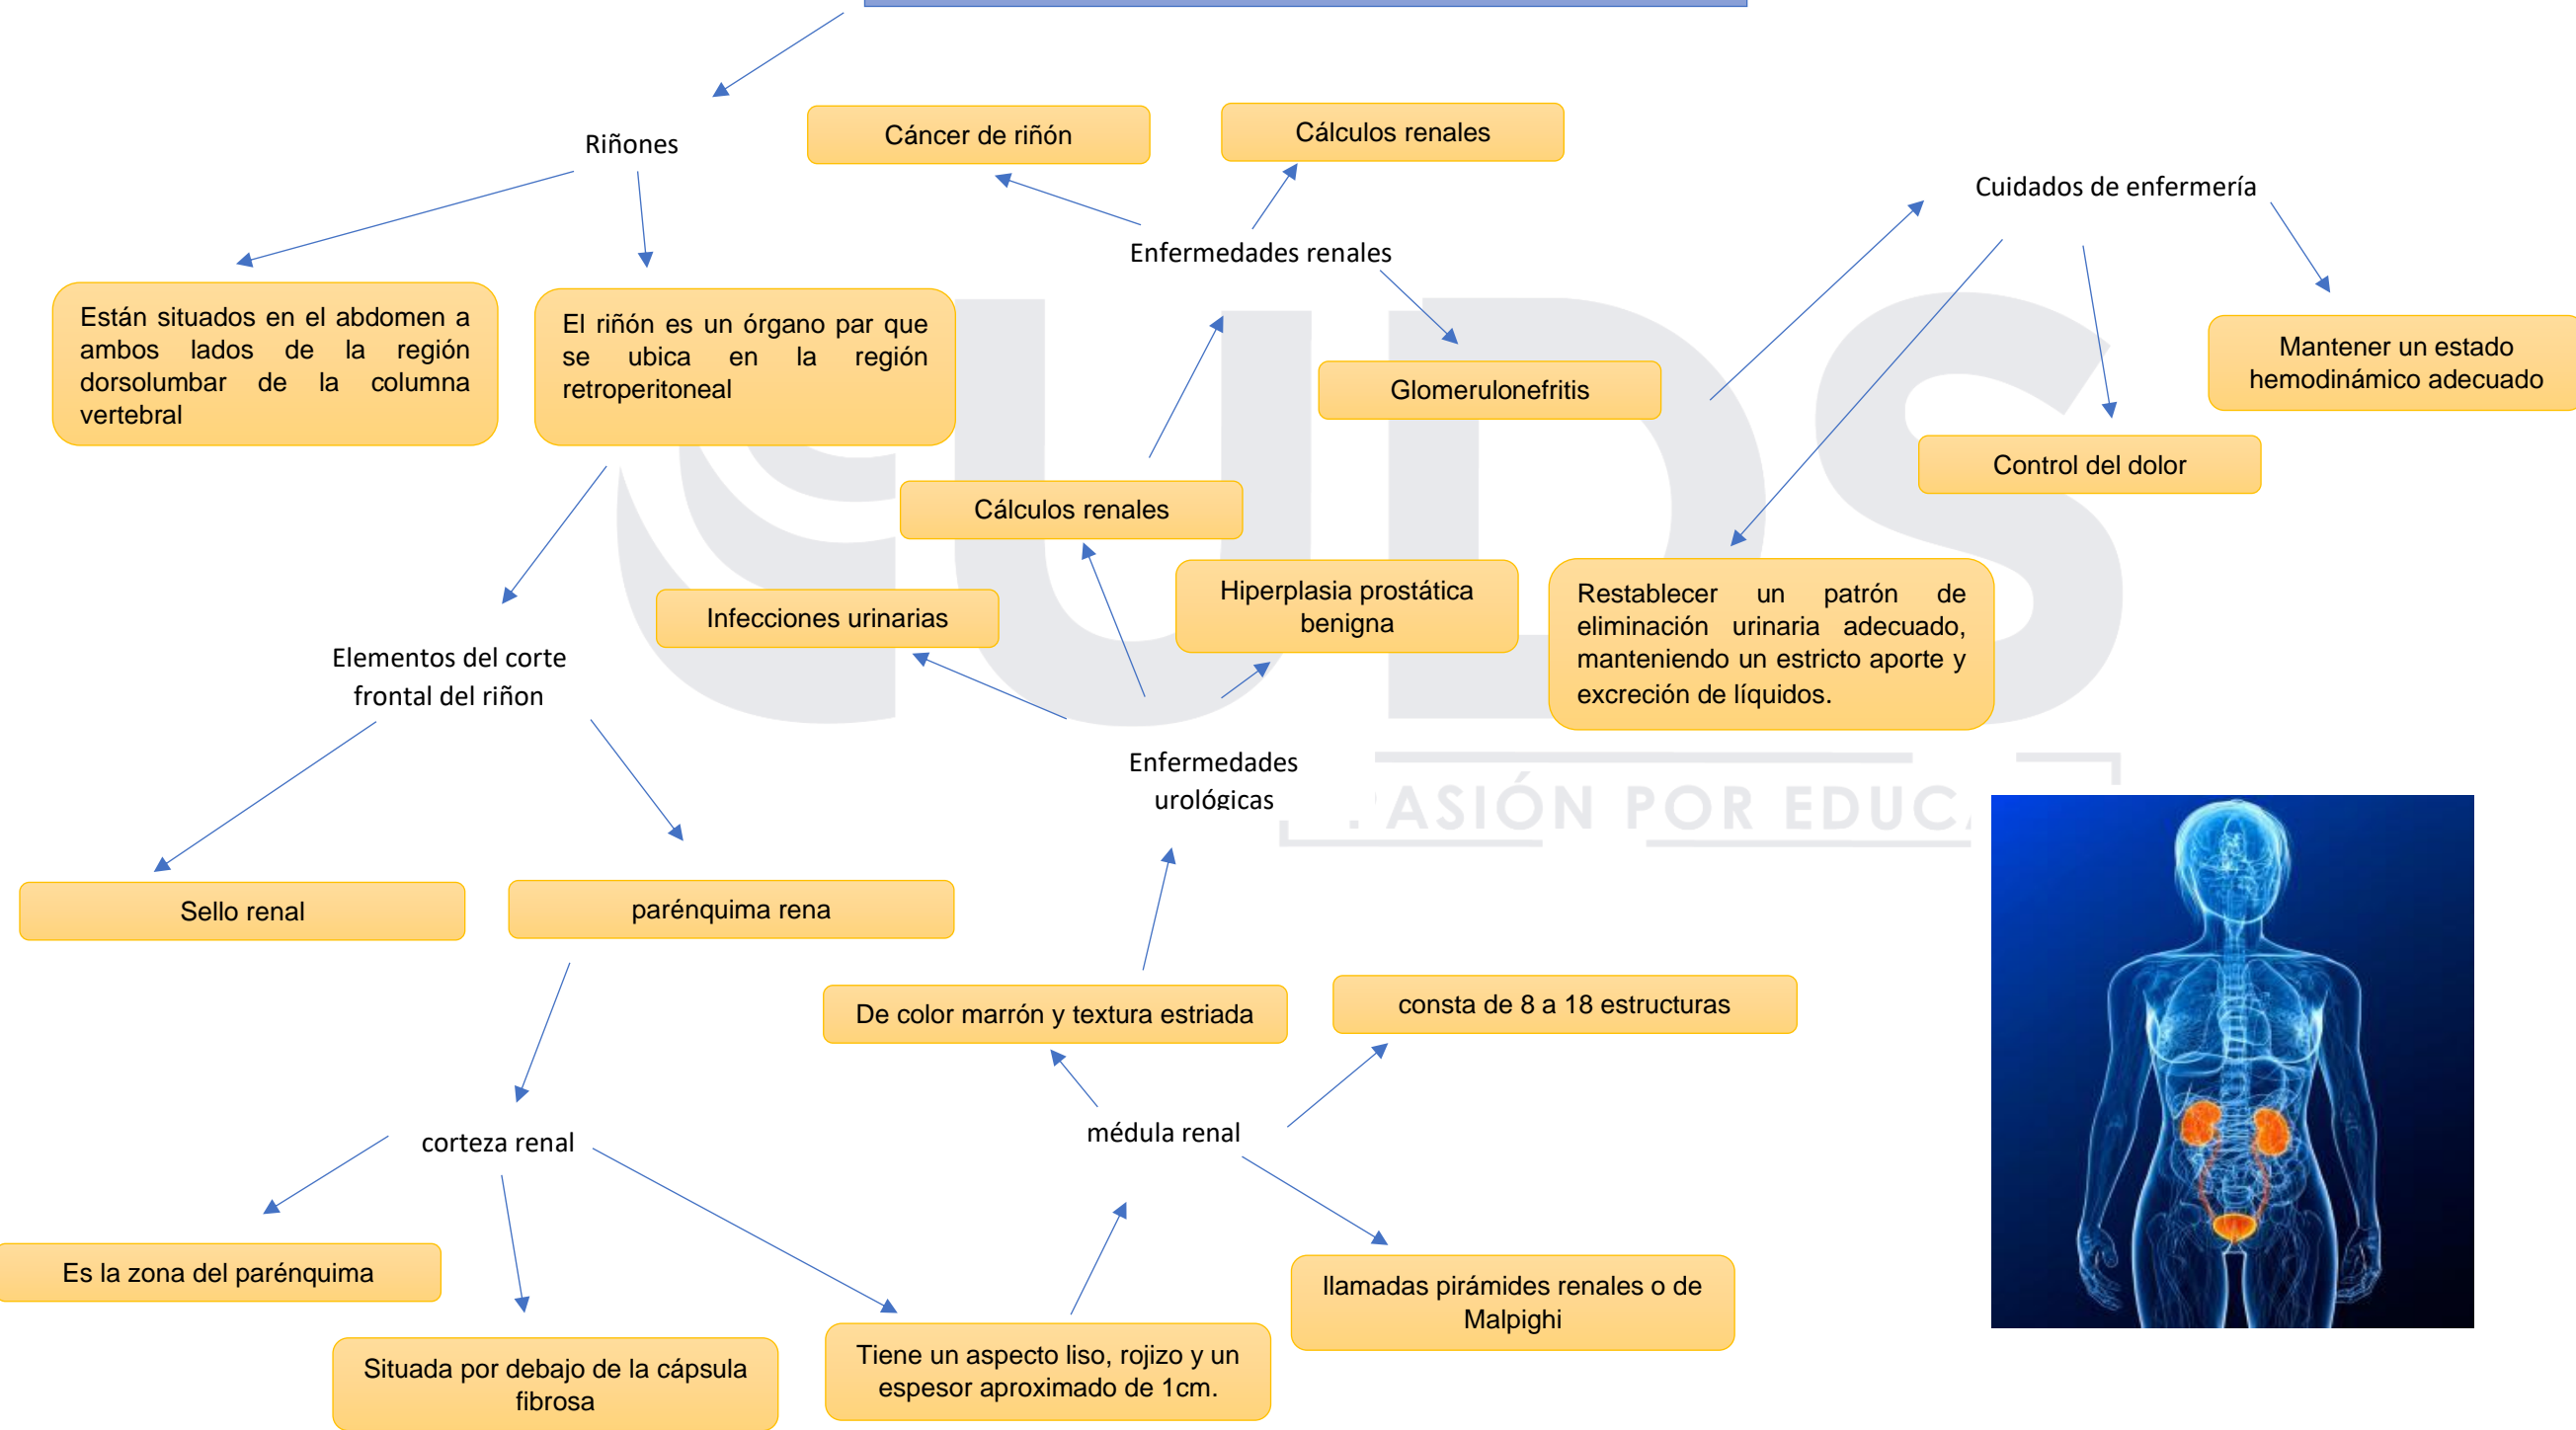 Riñones
Cáncer de riñón
Cálculos renales
Cuidados de enfermería
Enfermedades renales
Están situados en el abdomen a
ambos lados de la región
dorsolumbar de la columna
vertebral
El riñón es un órgano par que
se ubica en la región
retroperitoneal
Glomerulonefritis
Mantener un estado
hemodinámico adecuado
Control del dolor
Cálculos renales
Infecciones urinarias
Hiperplasia prostática
benigna
Restablecer un patrón de
eliminación urinaria adecuado,
manteniendo un estricto aporte y
excreción de líquidos.
Elementos del corte
frontal del riñon
Enfermedades
urológicas
UDS
PASIÓN POR EDUCA
Sello renal
parénquima rena
De color marrón y textura estriada
consta de 8 a 18 estructuras
corteza renal
médula renal
Es la zona del parénquima
Situada por debajo de la cápsula
fibrosa
Tiene un aspecto liso, rojizo y un
espesor aproximado de 1cm.
llamadas pirámides renales o de
Malpighi